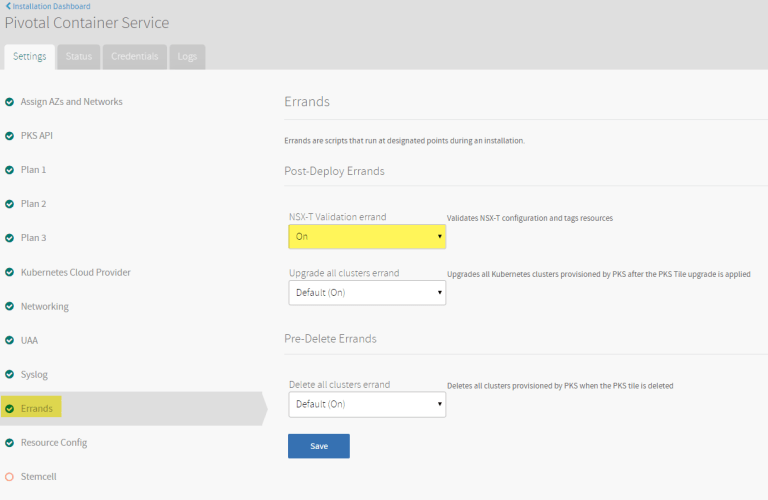 Installation Dashboard
Pivotal Container Service
Settings
Status
Credentials
Logs
Assign AZs and Networks
PKS API
Plan 1
Plan 2
Plan 3
Kubernetes Cloud Provider
Networking
UAA
Syslog
Errands
Resource Config
Stemcell
Errands
Errands are scripts that run at designated points during an installation.
Post-Deploy Errands
NSX-T Validation errand
Validates NSX-T configuration and tags resources
On
Upgrade all clusters errand
Upgrades all Kubernetes clusters provisioned by PKS after the PKS Tile upgrade is applied
Default (On)
Pre-Delete Errands
Delete all clusters errand
Deletes all clusters provisioned by PKS when the PKS tile is deleted
Default (On)
Save